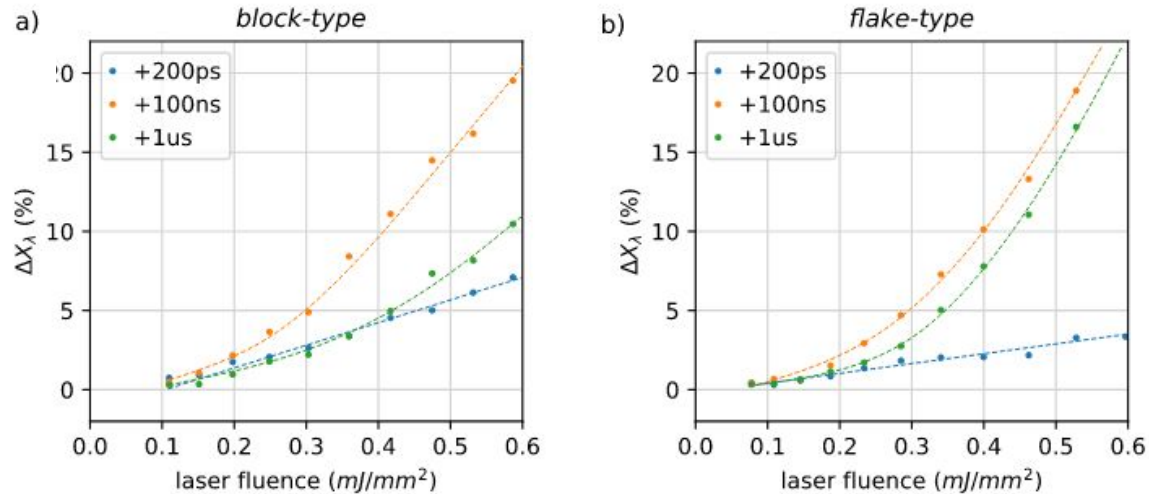 a)
block-type
ΔXλ (%)
20
15
10
5
0
+200ps
+100ns
+1us
0.0 0.1 0.2 0.3 0.4 0.5 0.6
laser fluence (mJ/mm²)
b)
flake-type
ΔXλ (%)
20
15
10
5
0
+200ps
+100ns
+1us
0.0 0.1 0.2 0.3 0.4 0.5 0.6
laser fluence (mJ/mm²)